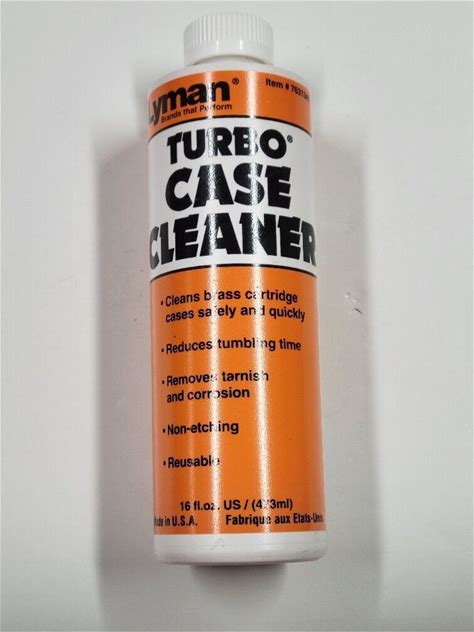 Lyman®
Brands that Perform
Item #
TURBO®
CASE
CLEANER
• Cleans brass cartridge
cases safely and quickly
• Reduces tumbling time
• Removes tarnish
and corrosion
• Non-etching
• Reusable
16 fl.oz. US / (473ml)
Made in U.S.A.
Fabrique aux Etats-Unis